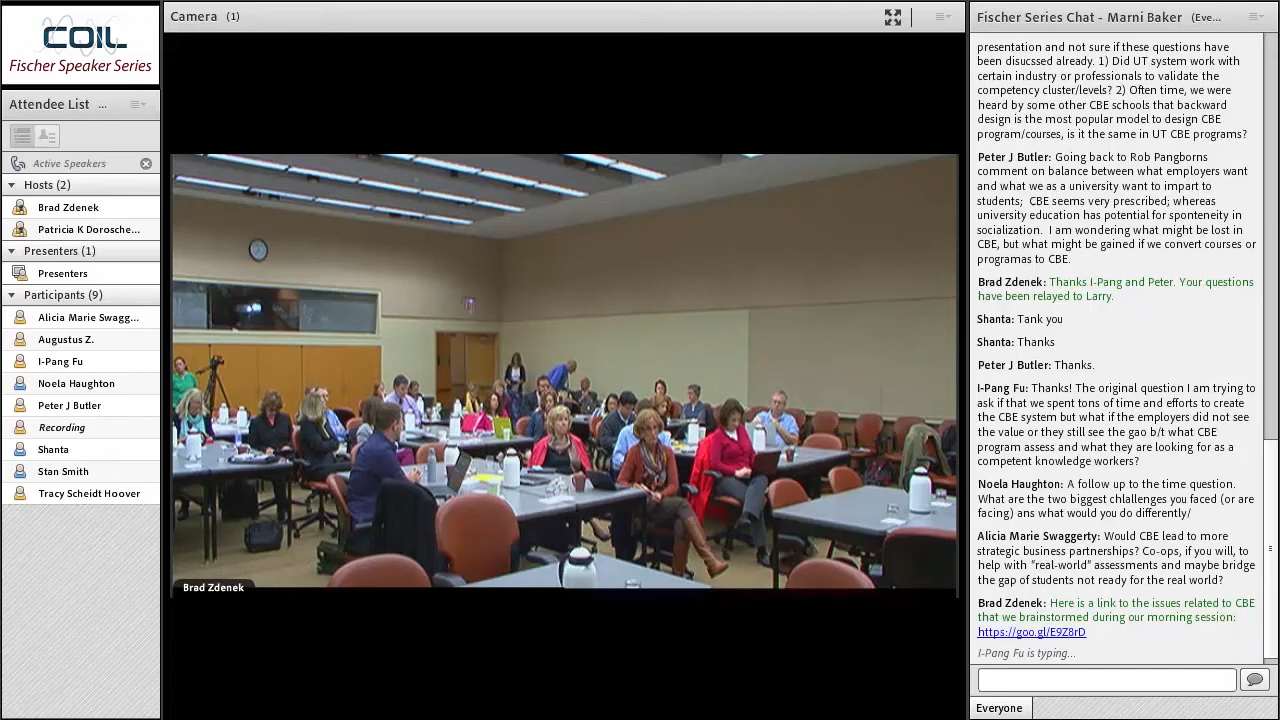 COIL
Fischer Speaker Series
Attendee List ...
Active Speakers
Hosts (2)
Brad Zdenek
Patricia K Dorosche...
Presenters (1)
Presenters
Participants (9)
Alicia Marie Swagg...
Augustus Z.
I-Pang Fu
Noela Haughton
Peter J Butler
Recording
Shanta
Stan Smith
Tracy Scheidt Hoover
Camera (1)
Brad Zdenek
Fischer Series Chat - Marni Baker (Eve...
presentation and not sure if these questions have
been disucssed already. 1) Did UT system work with
certain industry or professionals to validate the
competency cluster/levels? 2) Often time, we were
heard by some other CBE schools that backward
design is the most popular model to design CBE
program/courses, is it the same in UT CBE programs?
Peter J Butler: Going back to Rob Pangborns
comment on balance between what employers want
and what we as a university want to impart to
students; CBE seems very prescribed; whereas
university education has potentialter spointeneity in
socialization. I am wondering what might be lost in
CBE, but what might be gained if we convert courses or
programas to CBE.
Brad Zdenek: Thanks I-Pang and Peter. Your questions
have been relayed to Larry.
Shanta: Tank you
Shanta: Thanks
Peter J Butler: Thanks.
I-Pang Fu: Thanks! The original question I am trying to
ask if that we spent tons of time and efforts to create
the CBE system but what if the employers did not see
the value or they still see the gao b/t what CBE
program assess and what they are looking for as a
competent knowledge workers?
Noela Haughton: A follow up to the time question.
What are the two biggest chlallenges you faced (or are
facing) ans what would you do differently/
Alicia Marie Swaggerty: Would CBE lead to more
strategic business partnerships? Co-ops, if you will, to
help with "real-world" assessments and maybe bridge
the gap of students not ready for the real world?
Brad Zdenek: Here is a link to the issues related to CBE
that we brainstormed during our morning session:
https://goo.gl/E9Z8rD
I-Pang Fu is typing...
Everyone